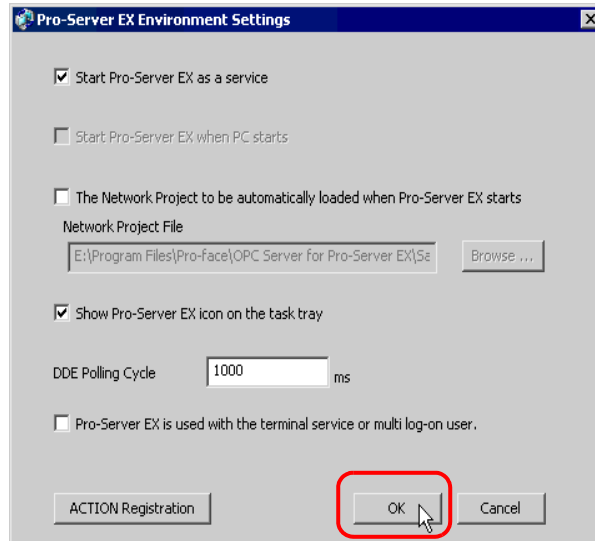 Pro-Server EX Environment Settings
Start Pro-Server EX as a service
Start Pro-Server EX when PC starts
The Network Project to be automatically loaded when Pro-Server EX starts
Network Project File
E:\Program Files\Pro-face\OPC Server for Pro-Server EX\Sa
Browse ...
Show Pro-Server EX icon on the task tray
DDE Polling Cycle 1000 ms
Pro-Server EX is used with the terminal service or multi log-on user.
ACTION Registration OK Cancel